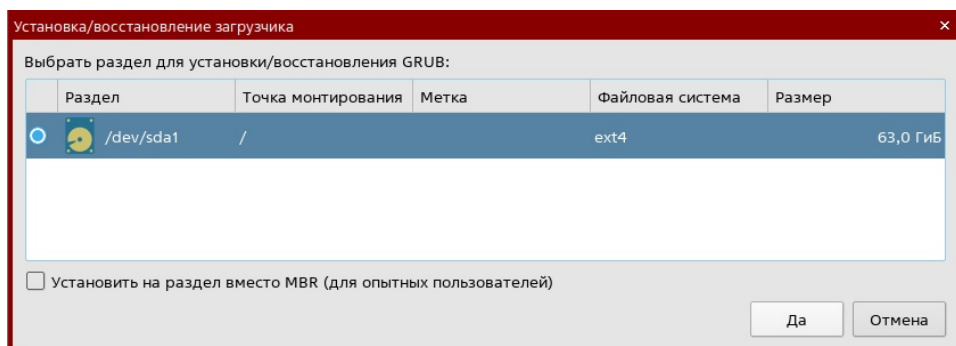 Установка/восстановление загрузчика ×
Выбрать раздел для установки/восстановления GRUB:
Раздел Точка монтирования Метка Файловая система Размер
/dev/sda1 / ext4 63,0 ГиБ
Установить на раздел вместо MBR (для опытных пользователей)
Да Отмена